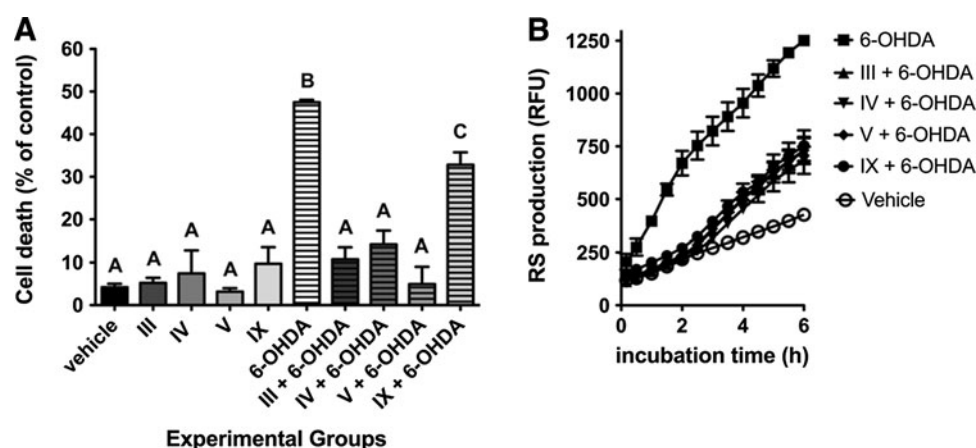 A
Cell death (% of control)
60
50
40
30
20
10
0
A
A
A
A
A
B
A
A
A
C
vehicle
III
IV
V
IX
6-OHDA
III + 6-OHDA
IV + 6-OHDA
V + 6-OHDA
IX + 6-OHDA
Experimental Groups
B
RS production (RFU)
1250
1000
750
500
250
0
0
2
4
6
incubation time (h)
6-OHDA
III + 6-OHDA
IV + 6-OHDA
V + 6-OHDA
IX + 6-OHDA
Vehicle